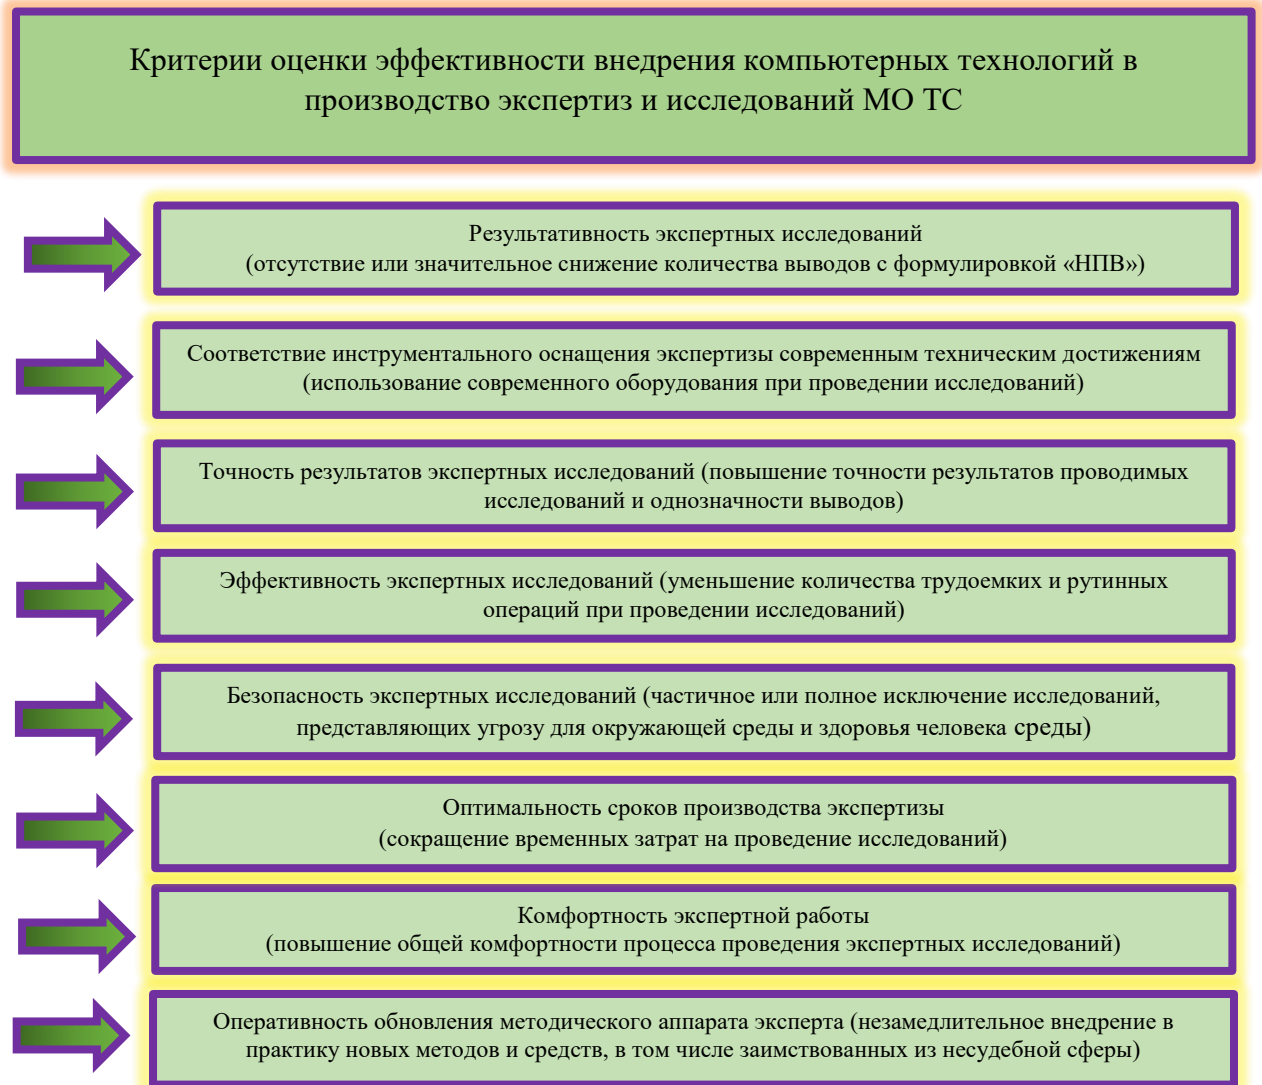 Критерии оценки эффективности внедрения компьютерных технологий в
производство экспертиз и исследований МО ТС
Результативность экспертных исследований
(отсутствие или значительное снижение количества выводов с формулировкой «НПВ»)
Соответствие инструментального оснащения экспертизы современным техническим достижениям
(использование современного оборудования при проведении исследований)
Точность результатов экспертных исследований (повышение точности результатов проводимых
исследований и однозначности выводов)
Эффективность экспертных исследований (уменьшение количества трудоемких и рутинных
операций при проведении исследований)
Безопасность экспертных исследований (частичное или полное исключение исследований,
представляющих угрозу для окружающей среды и здоровья человека среды)
Оптимальность сроков производства экспертизы
(сокращение временных затрат на проведение исследований)
Комфортность экспертной работы
(повышение общей комфортности процесса проведения экспертных исследований)
Оперативность обновления методического аппарата эксперта (незамедлительное внедрение в
практику новых методов и средств, в том числе заимствованных из несудебной сферы)